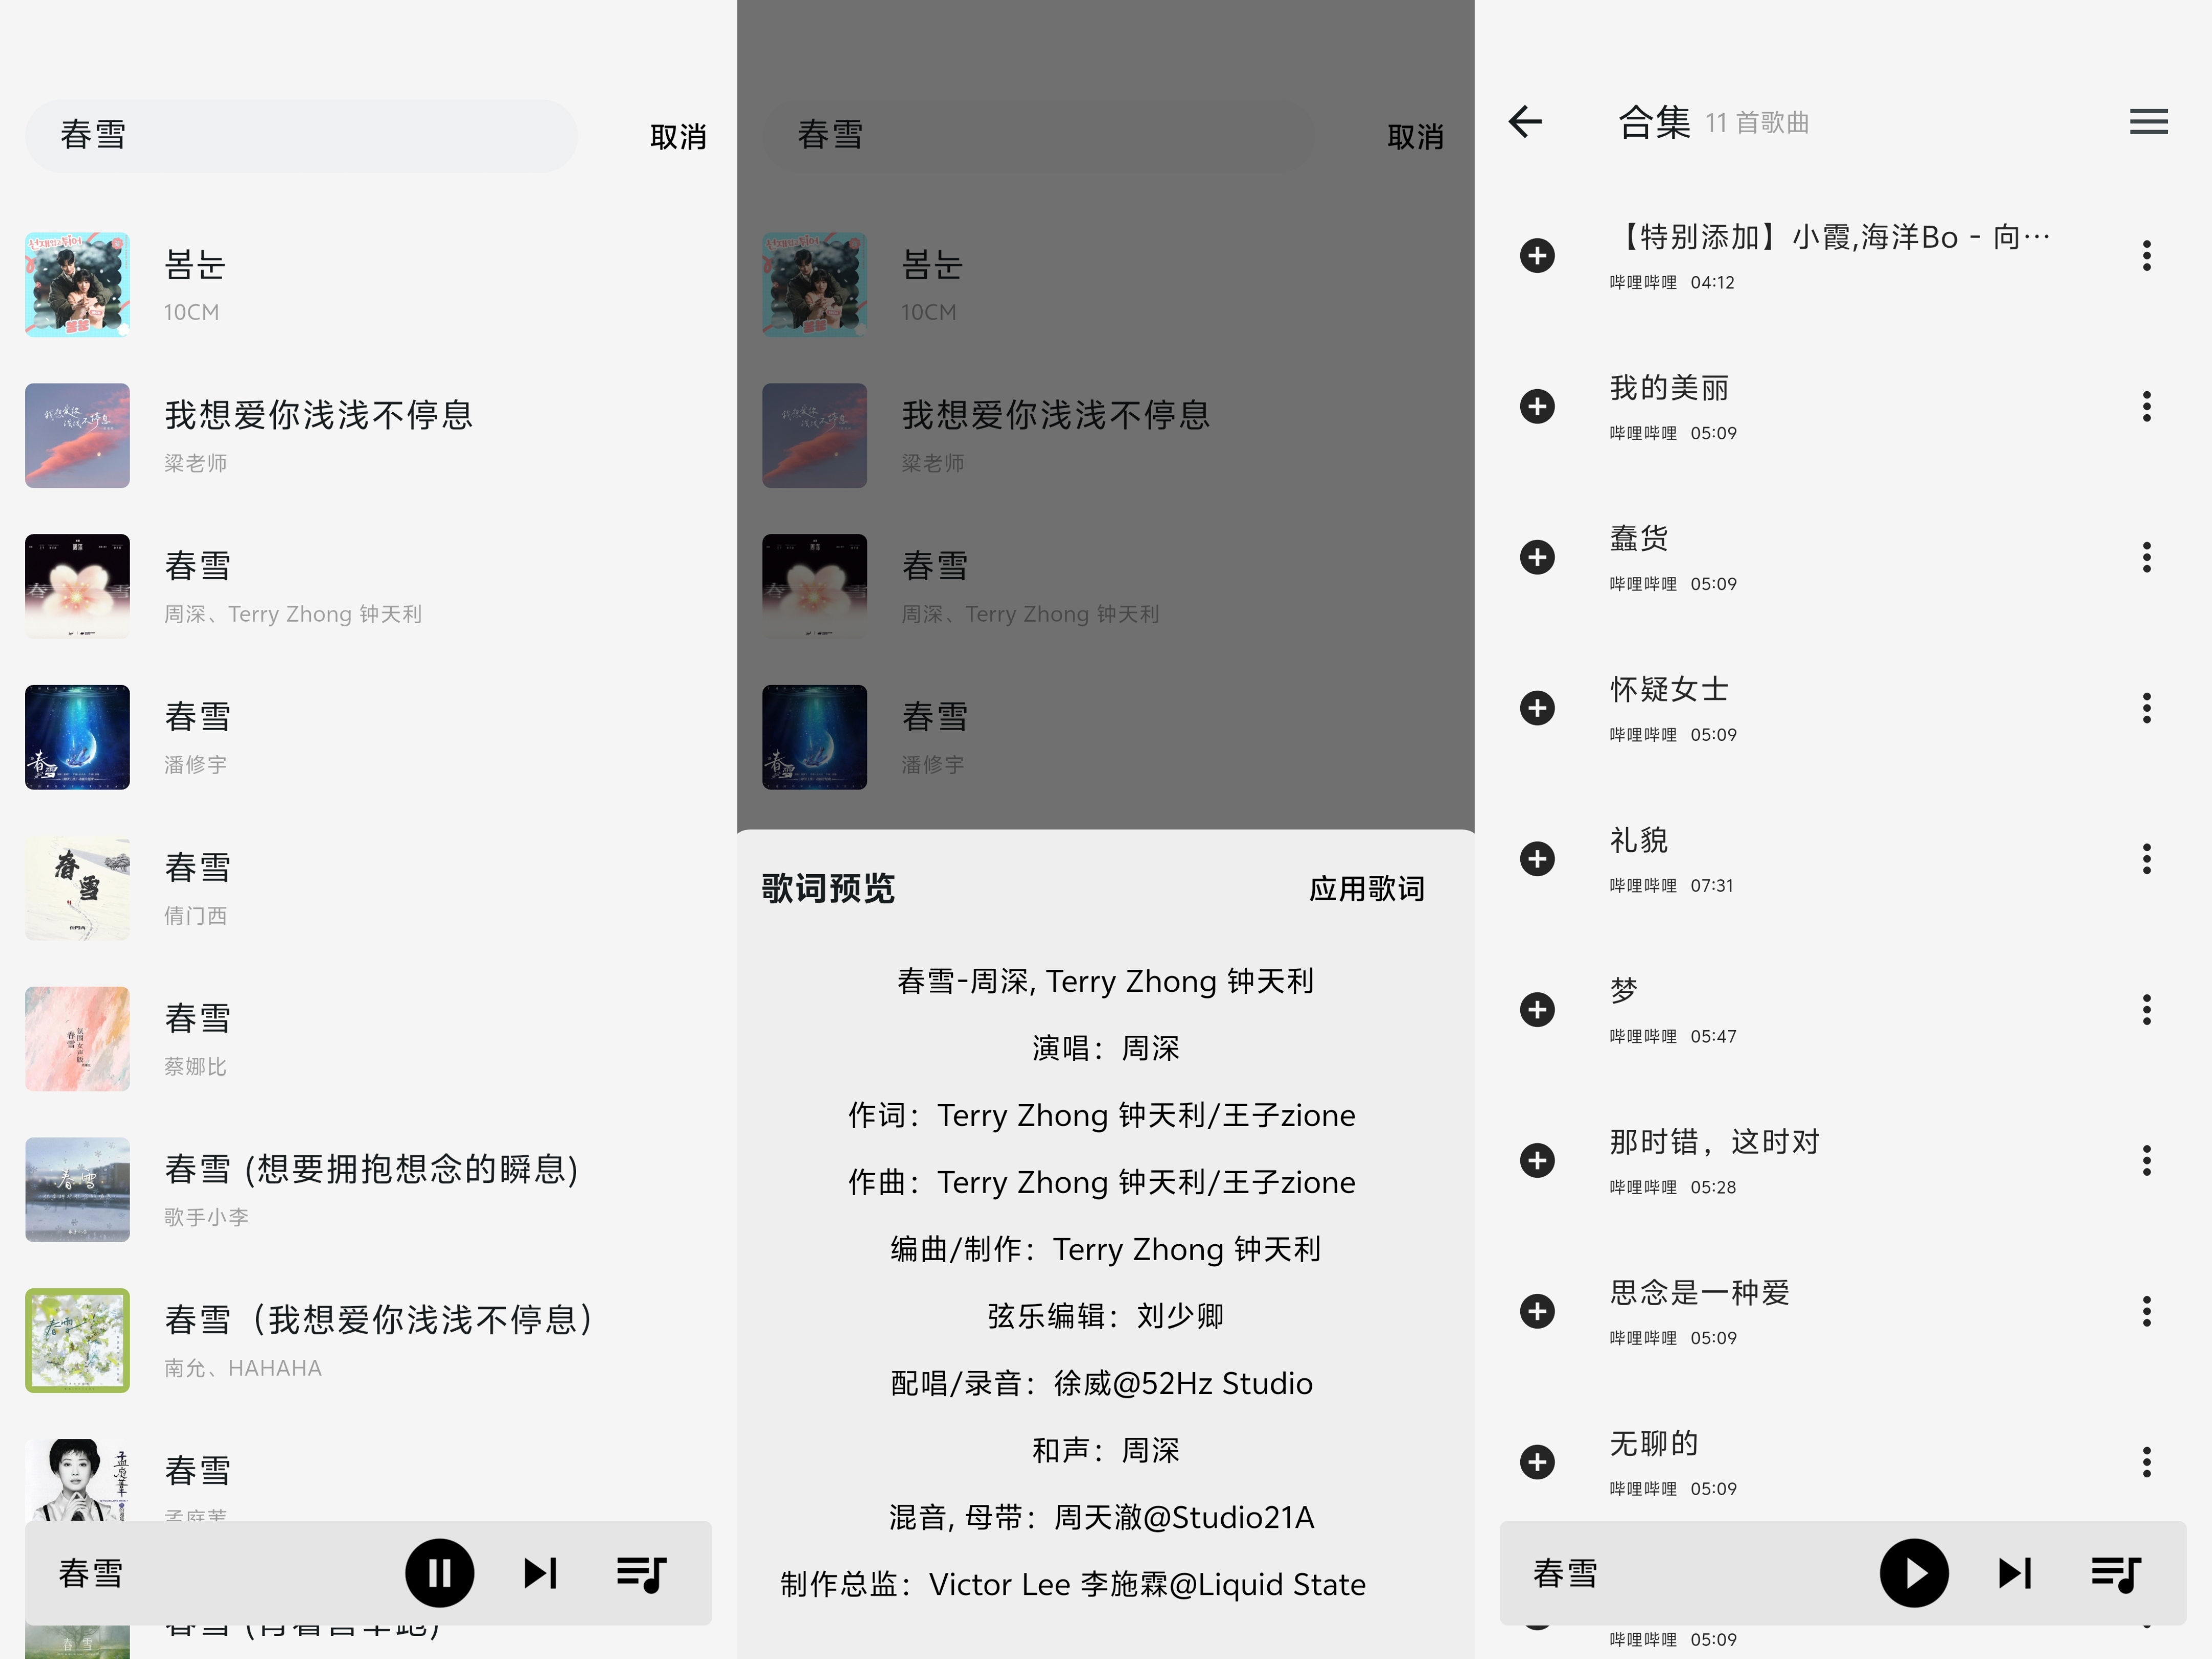 春雪
取消
봄눈
10CM
我想爱你浅浅不停息
梁老师
春雪
周深、Terry Zhong 钟天利
春雪
潘修宇
春雪
倩门西
春雪
蔡娜比
春雪 (想要拥抱想念的瞬息)
歌手小李
春雪（我想爱你浅浅不停息）
南允、HAHAHA
春雪
春雪
春雪
取消
봄눈
10CM
我想爱你浅浅不停息
梁老师
春雪
周深、Terry Zhong 钟天利
春雪
潘修宇
歌词预览
应用歌词
春雪-周深, Terry Zhong 钟天利
演唱：周深
作词：Terry Zhong 钟天利/王子zione
作曲：Terry Zhong 钟天利/王子zione
编曲/制作：Terry Zhong 钟天利
弦乐编辑：刘少卿
配唱/录音：徐威@52Hz Studio
和声：周深
混音, 母带：周天澈@Studio21A
制作总监：Victor Lee 李施霖@Liquid State
合集 11 首歌曲
【特别添加】小霞,海洋Bo - 向…
哔哩哔哩 04:12
我的美丽
哔哩哔哩 05:09
蠢货
哔哩哔哩 05:09
怀疑女士
哔哩哔哩 05:09
礼貌
哔哩哔哩 07:31
梦
哔哩哔哩 05:47
那时错，这时对
哔哩哔哩 05:28
思念是一种爱
哔哩哔哩 05:09
无聊的
哔哩哔哩 05:09
春雪
哔哩哔哩 05:09